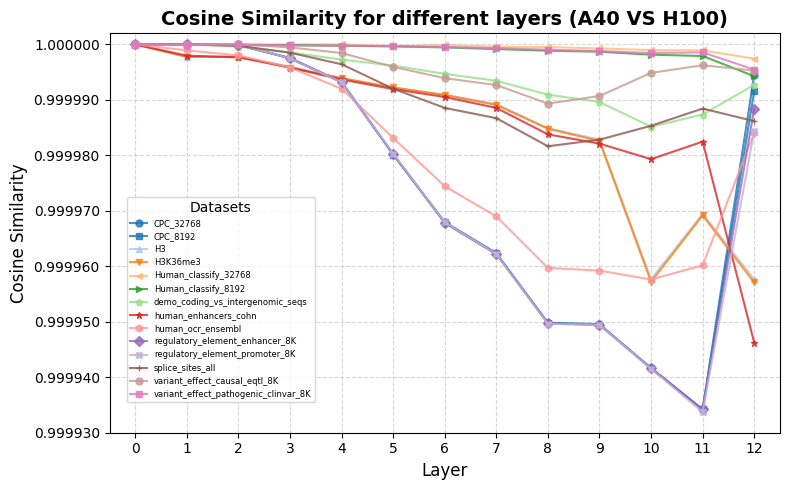 Cosine Similarity for different layers (A40 VS H100)
Cosine Similarity
1.000000
0.999990
0.999980
0.999970
0.999960
0.999950
0.999940
0.999930
Datasets
CPC_32768
CPC_8192
H3
H3K36me3
Human_classify_32768
Human_classify_8192
demo_coding_vs_intergenomic_seqs
human_enhancers_cohn
human_ocr_ensembl
regulatory_element_enhancer_8K
regulatory_element_promoter_8K
splice_sites_all
variant_effect_causal_eqtl_8K
variant_effect_pathogenic_clinvar_8K
0 1 2 3 4 5 6 7 8 9 10 11 12
Layer